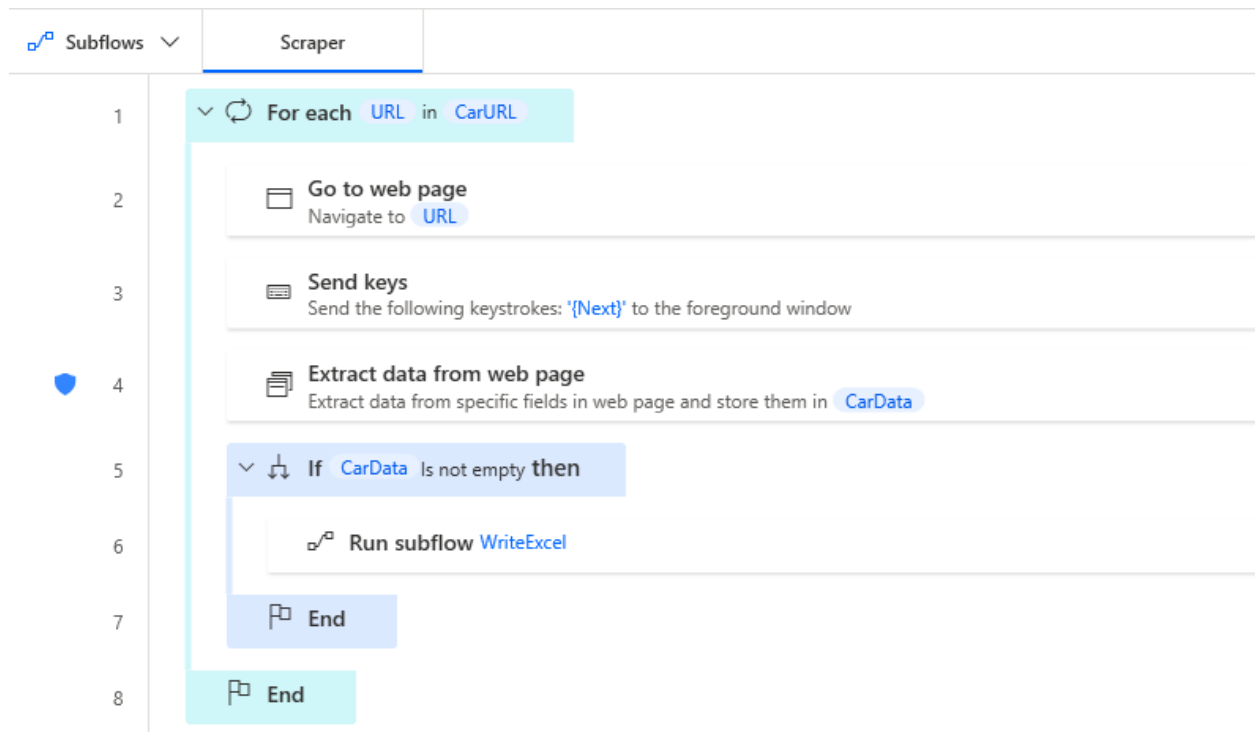 Subflows Scraper
1 For each URL in CarURL
2 Go to web page
Navigate to URL
3 Send keys
Send the following keystrokes: '{Next}' to the foreground window
4 Extract data from web page
Extract data from specific fields in web page and store them in CarData
5 If CarData Is not empty then
6 Run subflow WriteExcel
7 End
8 End